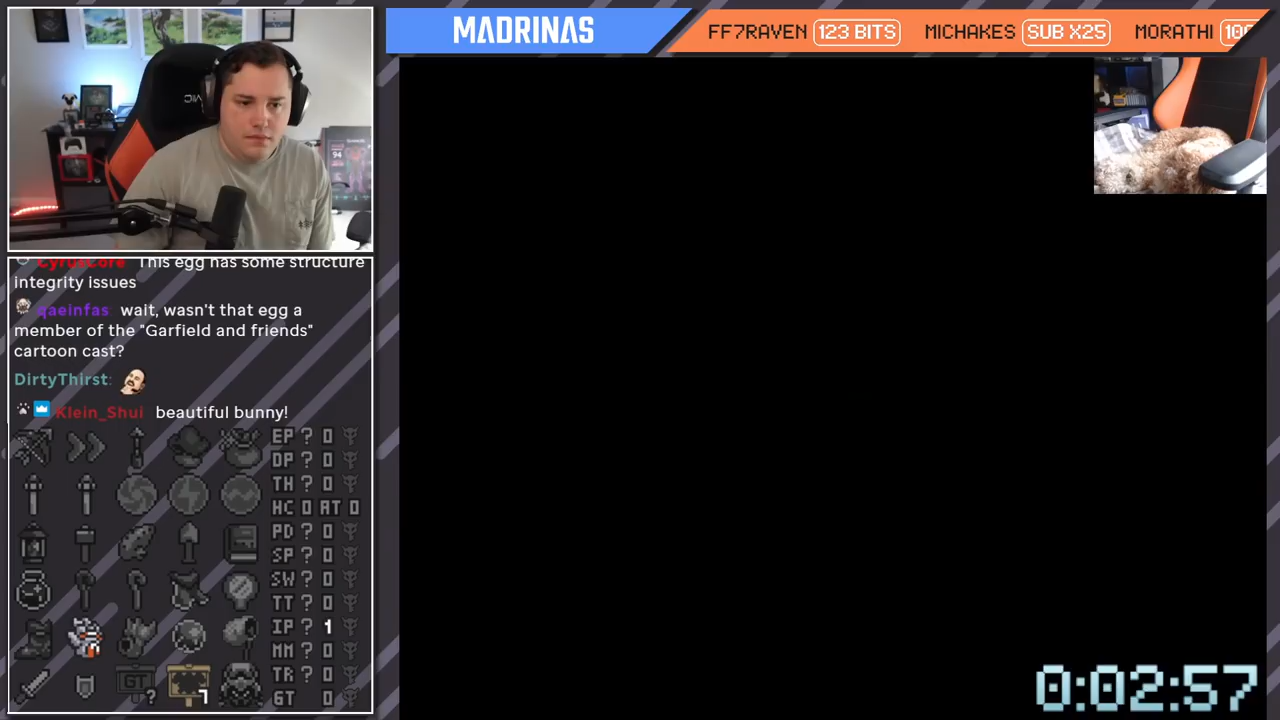 MADRINAS
FF7RAVEN 123 BITS MICHAKES SUB X25 MORATHI
CyrusCore This egg has some structure
integrity issues
qaeinfas wait, wasn't that egg a
member of the "Garfield and friends"
cartoon cast?
DirtyThirst:
Klein_Shui beautiful bunny!
EP ? 0
DP ? 0
TH ? 0
HC 0 AT 0
PD ? 0
SP ? 0
SW ? 0
TT ? 0
IP ? 1
MM ? 0
TR ? 0
GT ? 7 GT 0
0:02:57